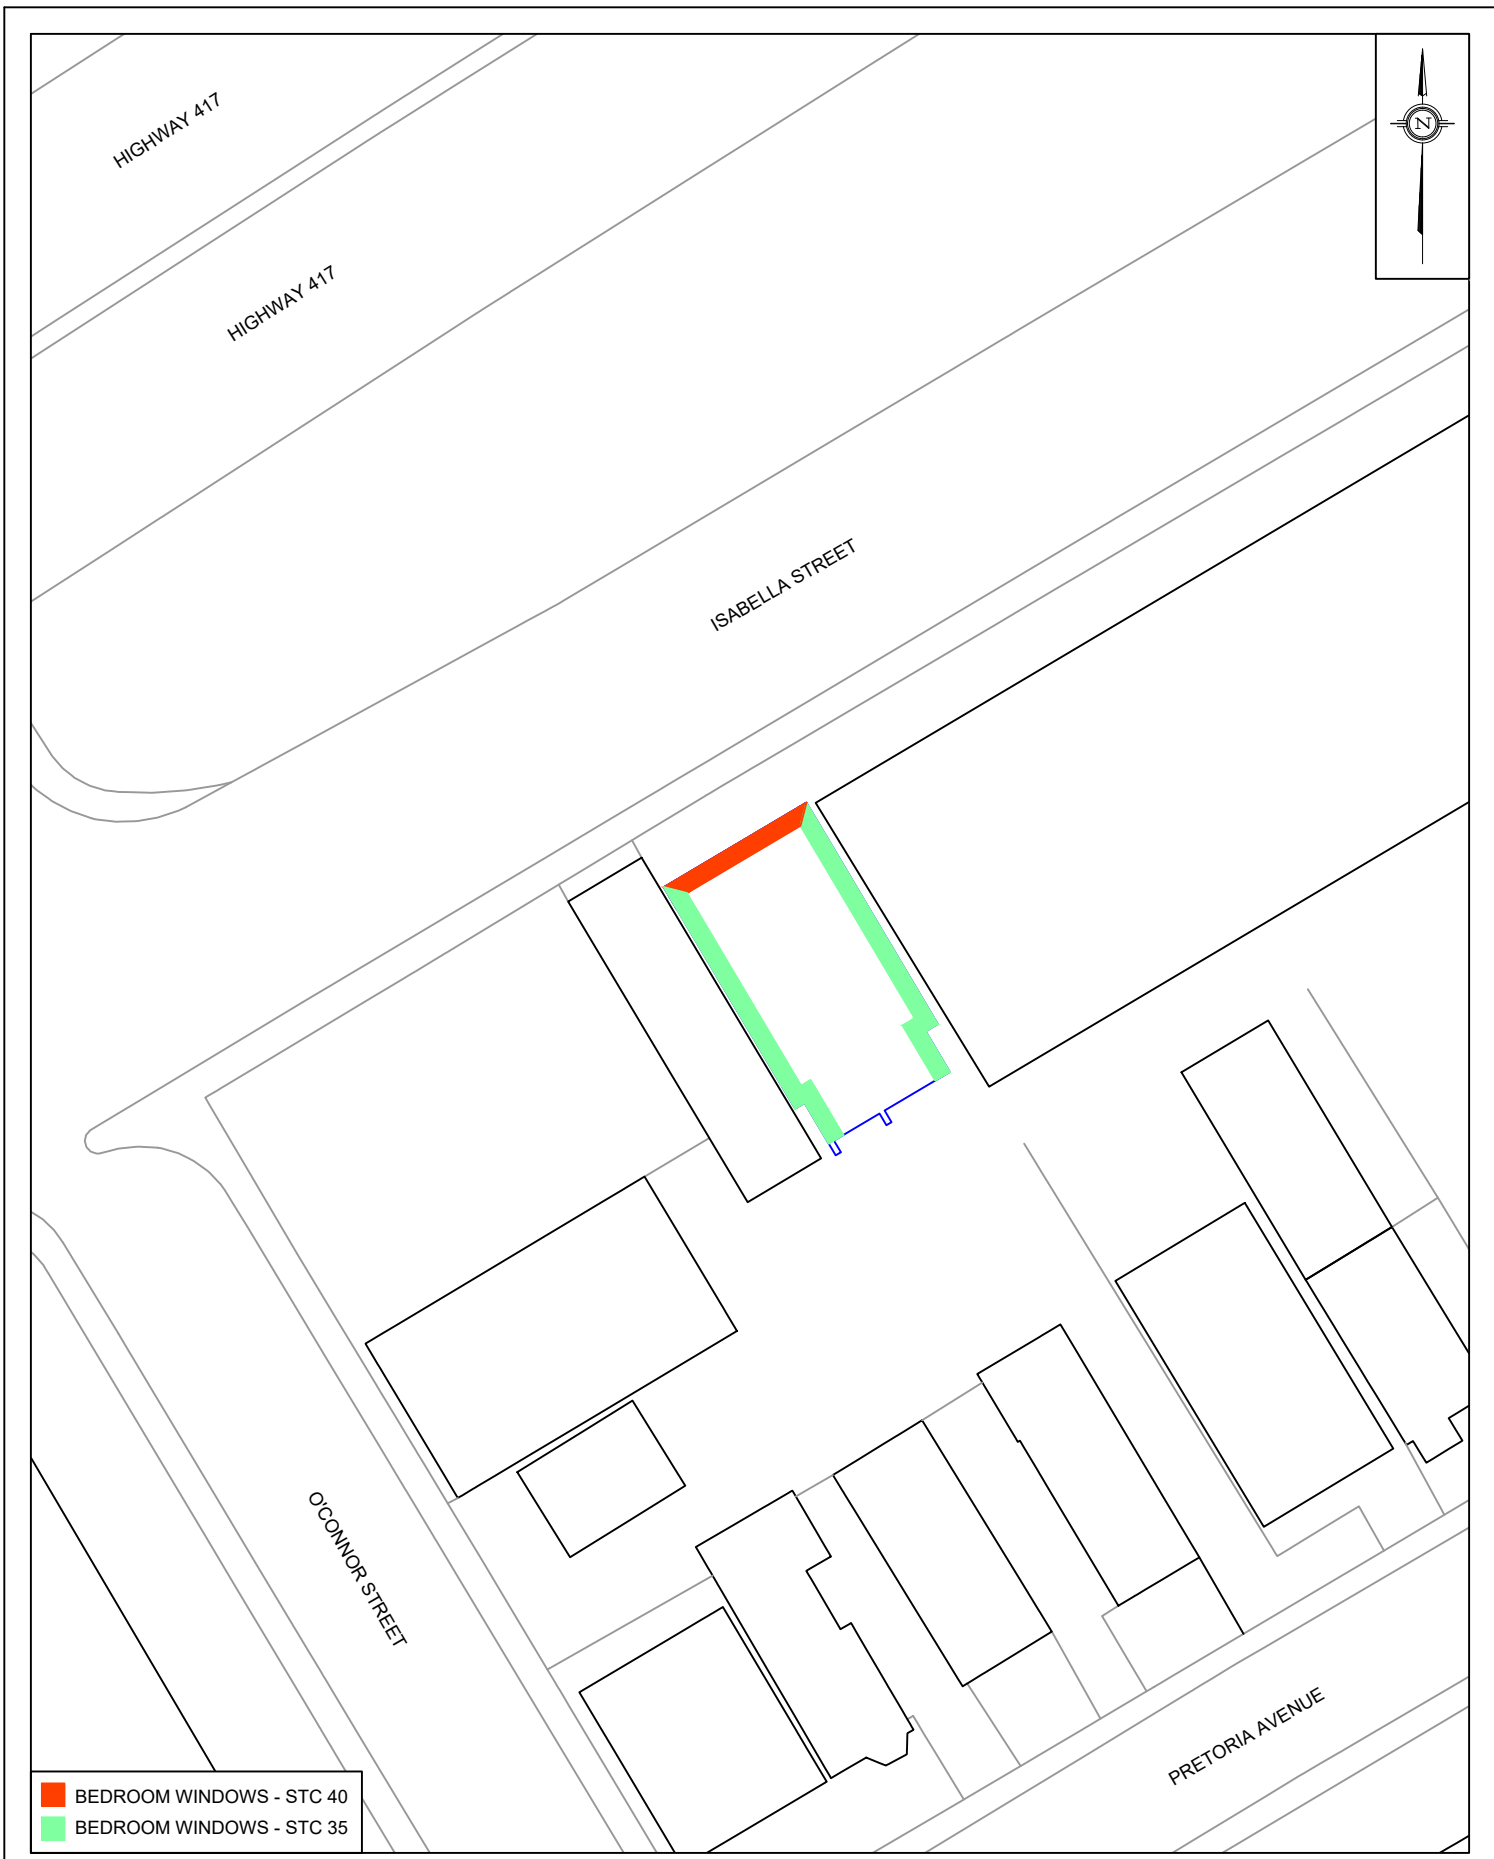 HIGHWAY 417
N
HIGHWAY 417
ISABELLA STREET
O'CONNOR STREET
PRETORIA AVENUE
BEDROOM WINDOWS - STC 40
BEDROOM WINDOWS - STC 35